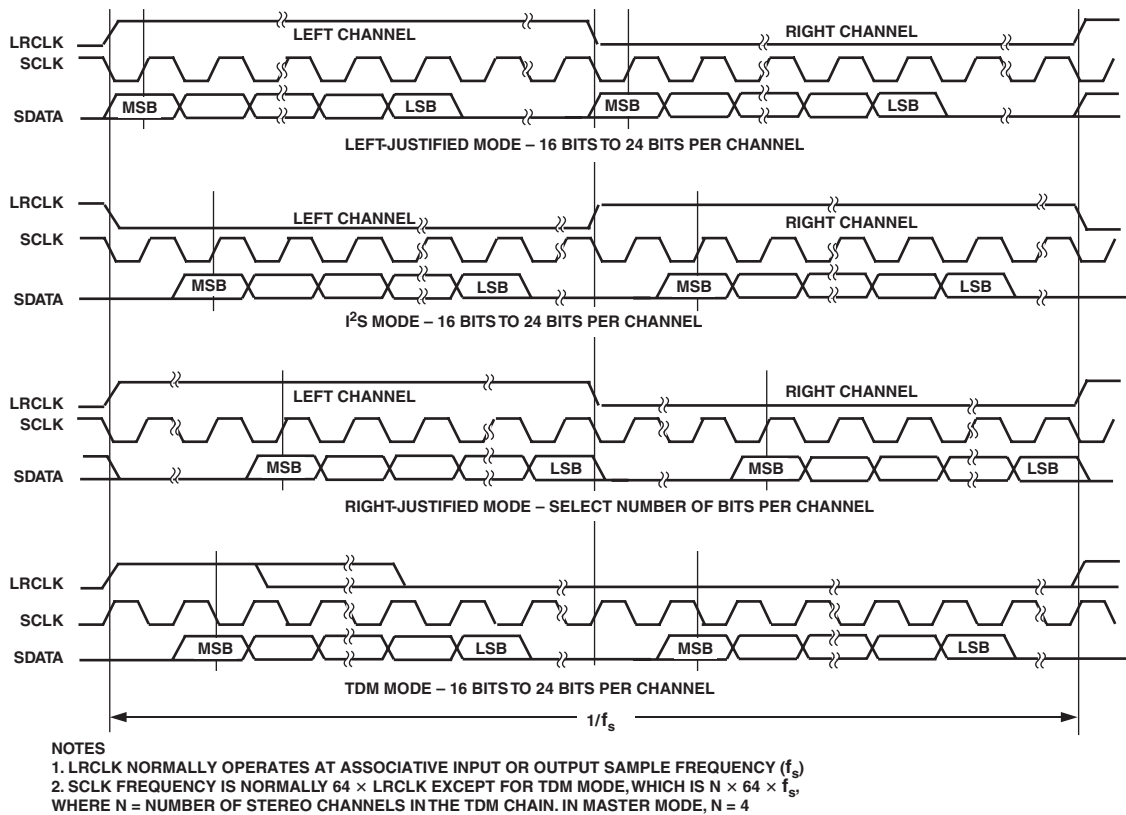 LRCLK LEFT CHANNEL RIGHT CHANNEL
SCLK
SDATA MSB LSB MSB LSB
LEFT-JUSTIFIED MODE – 16 BITS TO 24 BITS PER CHANNEL
LRCLK LEFT CHANNEL RIGHT CHANNEL
SCLK
SDATA MSB LSB MSB LSB
I²S MODE – 16 BITS TO 24 BITS PER CHANNEL
LRCLK LEFT CHANNEL RIGHT CHANNEL
SCLK
SDATA MSB LSB MSB LSB
RIGHT-JUSTIFIED MODE – SELECT NUMBER OF BITS PER CHANNEL
LRCLK
SCLK
SDATA MSB LSB MSB LSB
TDM MODE – 16 BITS TO 24 BITS PER CHANNEL
1/fs
NOTES
1. LRCLK NORMALLY OPERATES AT ASSOCIATIVE INPUT OR OUTPUT SAMPLE FREQUENCY (fs)
2. SCLK FREQUENCY IS NORMALLY 64 × LRCLK EXCEPT FOR TDM MODE, WHICH IS N × 64 × fs,
WHERE N = NUMBER OF STEREO CHANNELS IN THE TDM CHAIN. IN MASTER MODE, N = 4